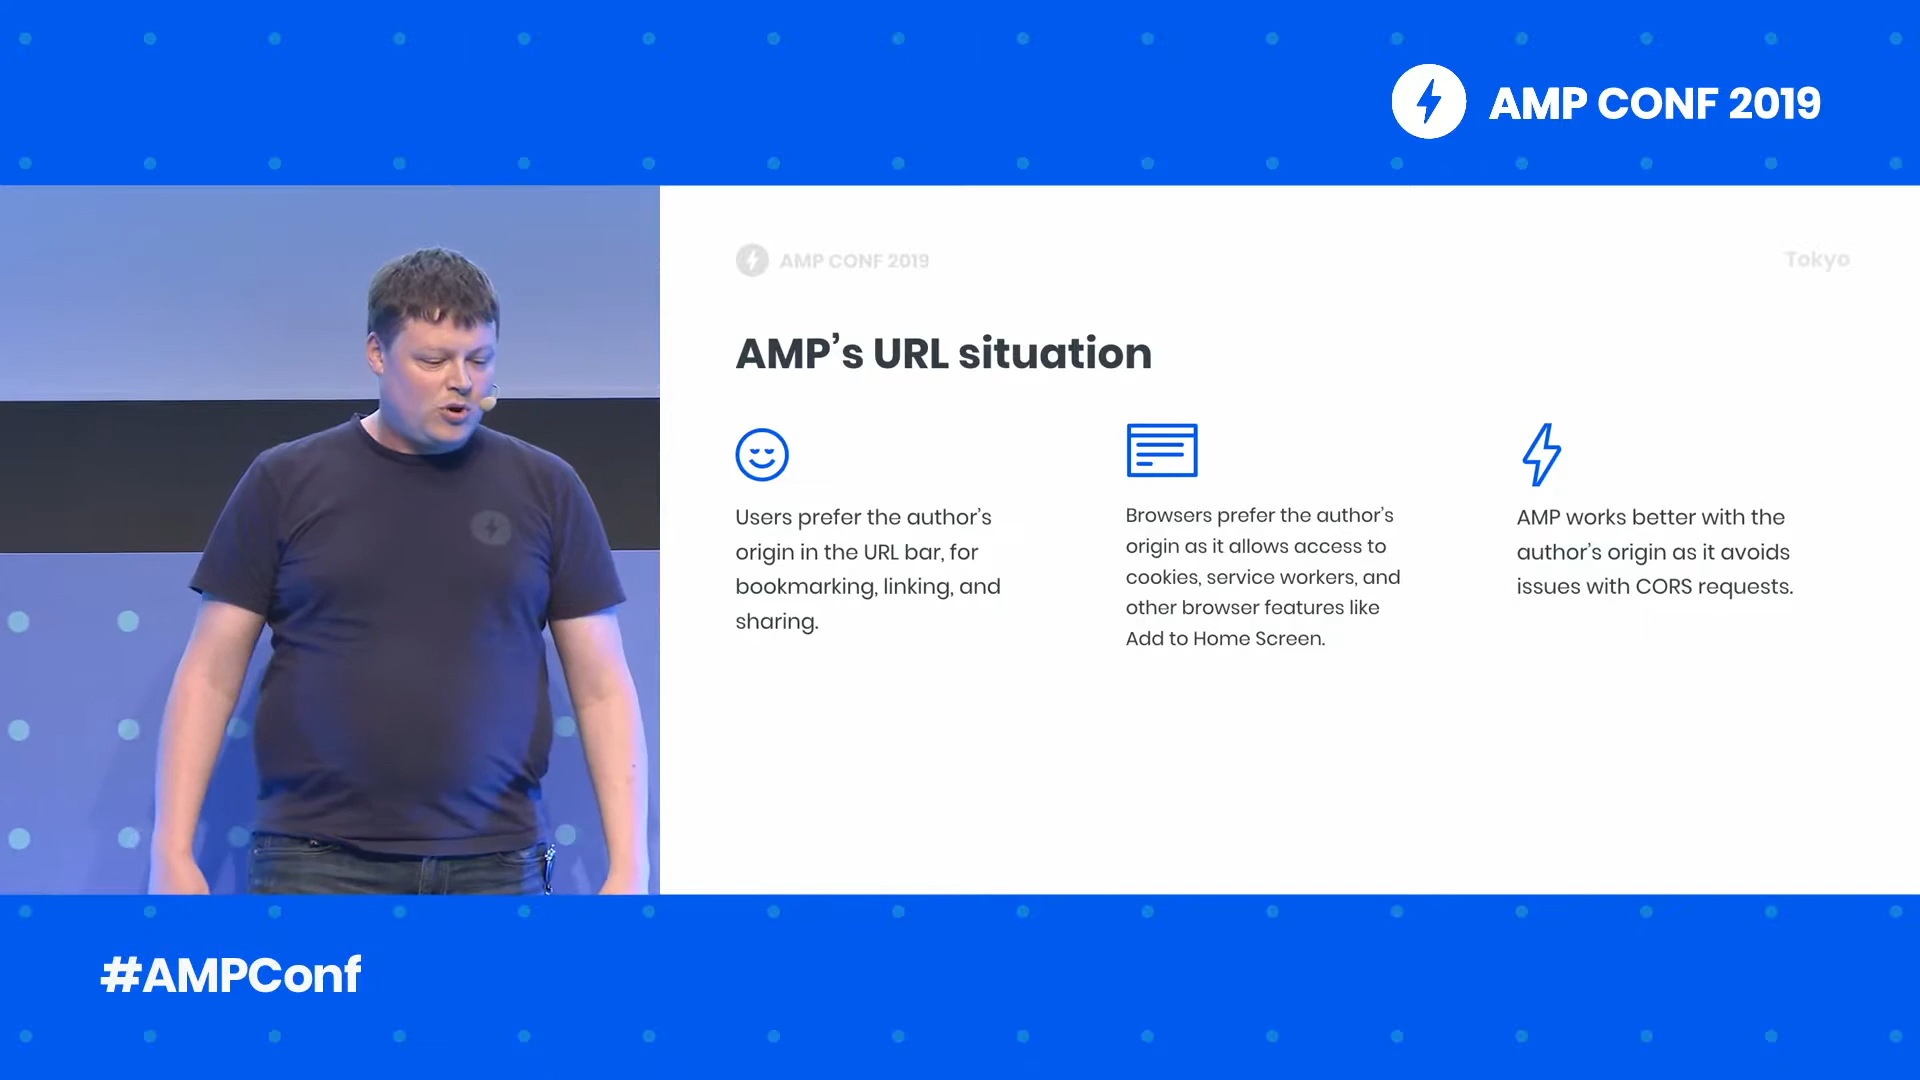 AMP CONF 2019
AMP CONF 2019
Tokyo
AMP's URL situation
Users prefer the author's
origin in the URL bar, for
bookmarking, linking, and
sharing.
Browsers prefer the author's
origin as it allows access to
cookies, service workers, and
other browser features like
Add to Home Screen.
AMP works better with the
author's origin as it avoids
issues with CORS requests.
#AMPConf